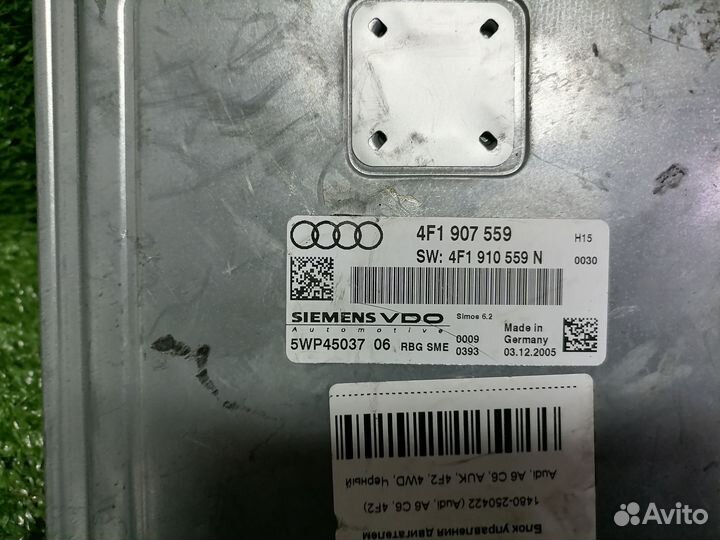 4F1 907 559
H15
SW: 4F1 910 559 N
0030
SIEMENS VDO
Automotive
Simos 6.2
Made in
Germany
5WP45037 06
RBG SME
0009
0393
03.12.2005
Блок управления двигателем
1480-250422 (Audi, A6 C6, 4F2)
Audi, A6 C6, AUK, 4F2, 4WD, Черный
Avito